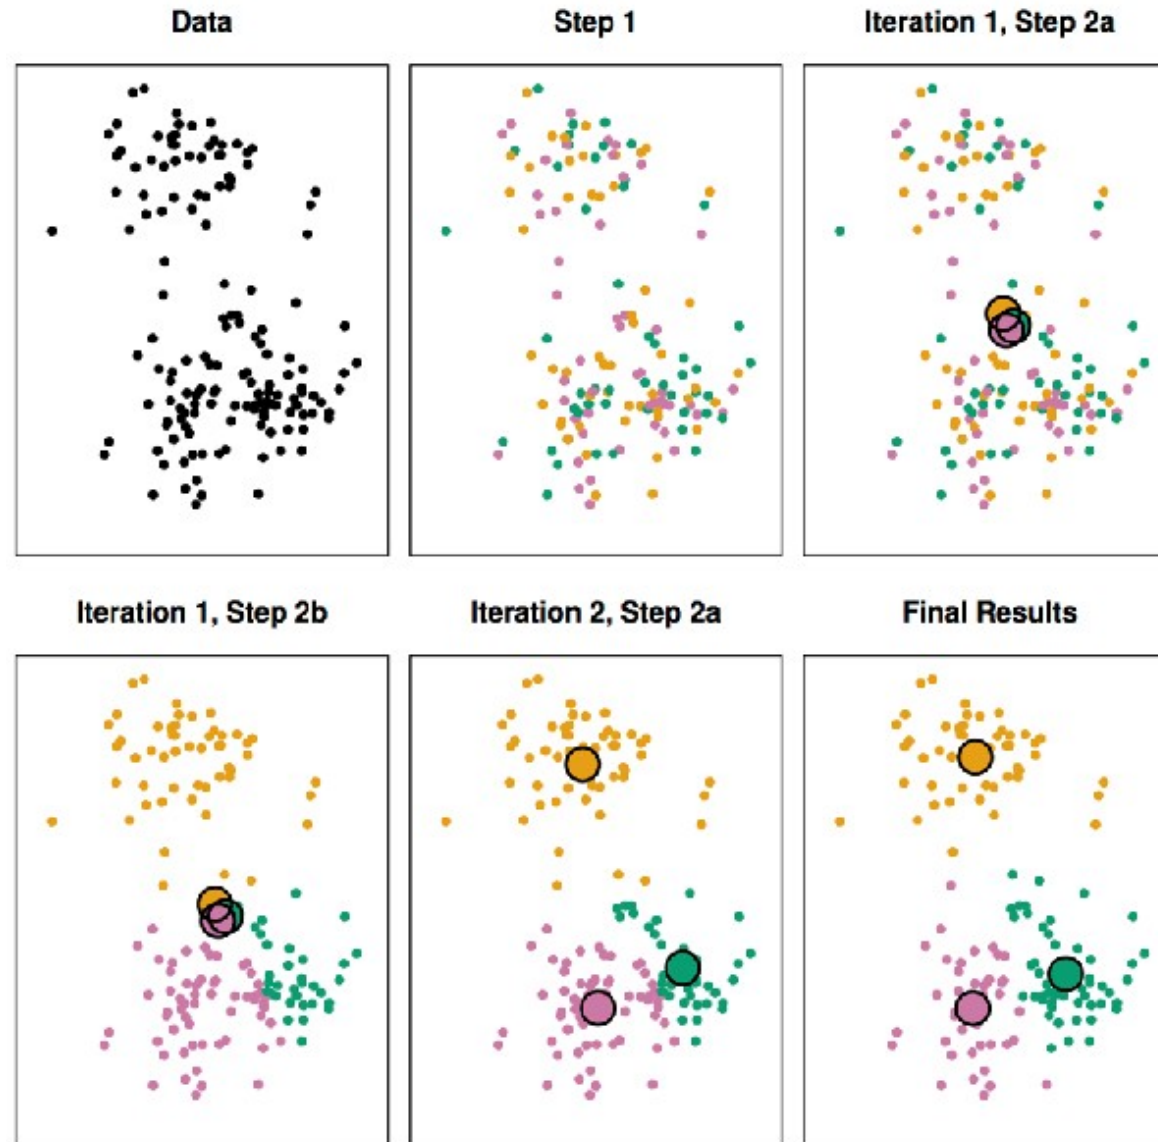 Data
Step 1
Iteration 1, Step 2a
Iteration 1, Step 2b
Iteration 2, Step 2a
Final Results